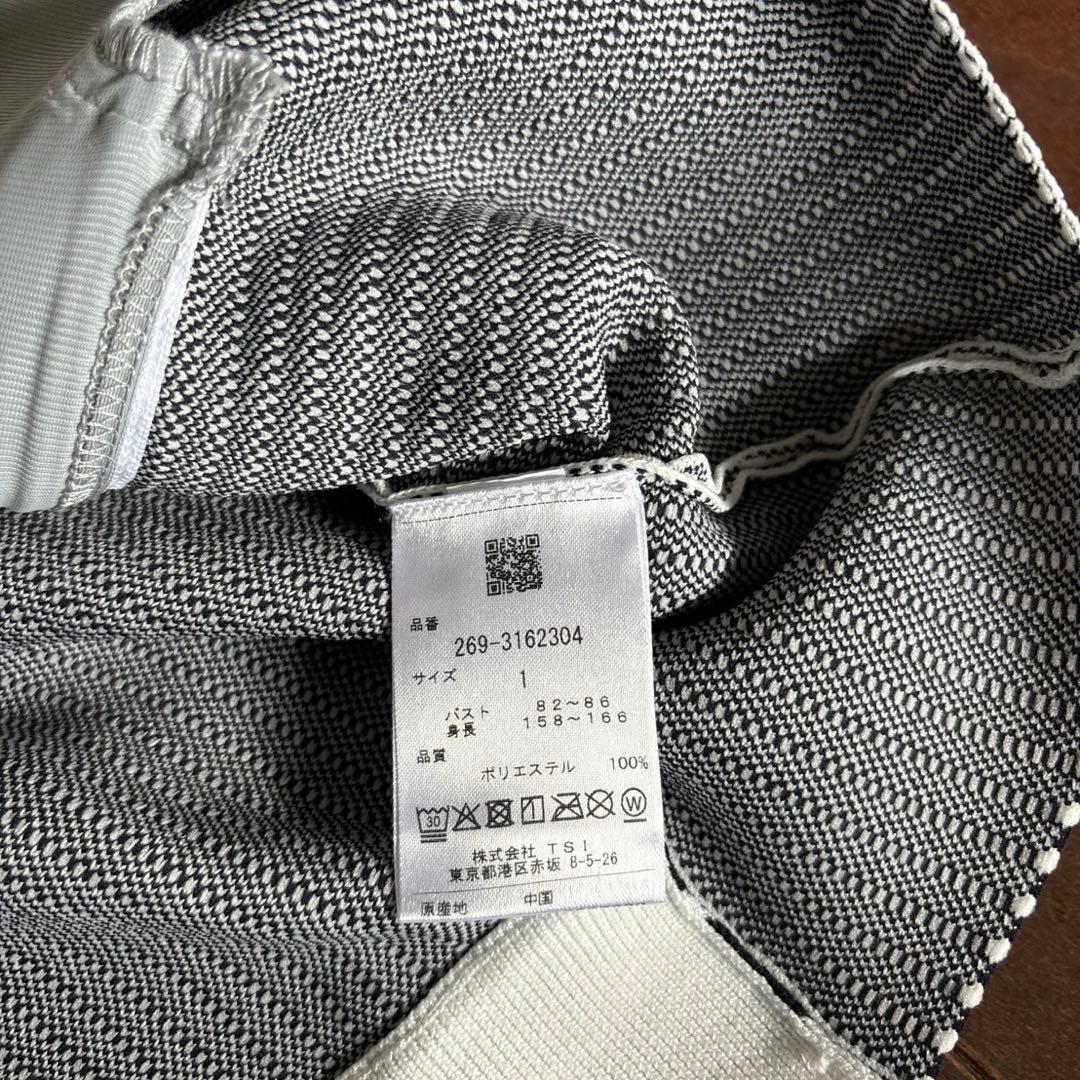 品番
269-3162304
サイズ 1
バスト 82～86
身長 158～166
品質
ポリエステル 100%
30 W
株式会社 TSI
東京都港区赤坂 8-5-26
原産地 中国